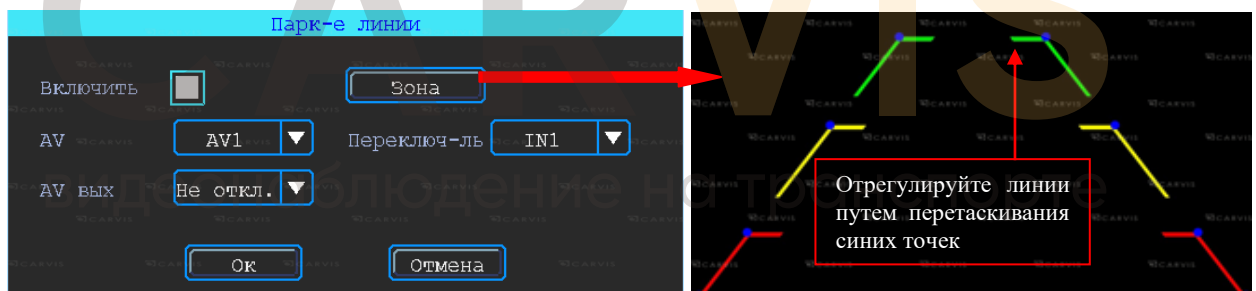 Парк-е линии
Включить
Зона
AV
AV1
Переключ-ль
IN1
AV вых
Не откл.
Ок
Отмена
Отрегулируйте линии
путем перетаскивания
синих точек
CARVIS
видеонаблюдение на транспорте